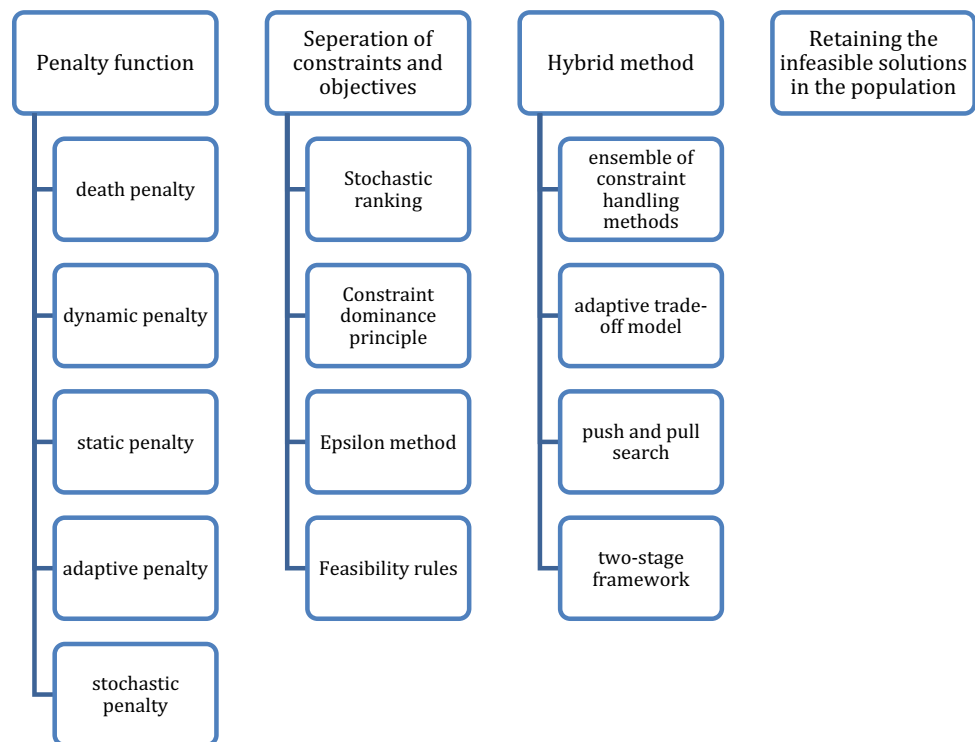 Penalty function
death penalty
dynamic penalty
static penalty
adaptive penalty
stochastic
penalty
Seperation of
constraints and
objectives
Stochastic
ranking
Constraint
dominance
principle
Epsilon method
Feasibility rules
Hybrid method
ensemble of
constraint
handling
methods
adaptive trade-
off model
push and pull
search
two-stage
framework
Retaining the
infeasible solutions
in the population